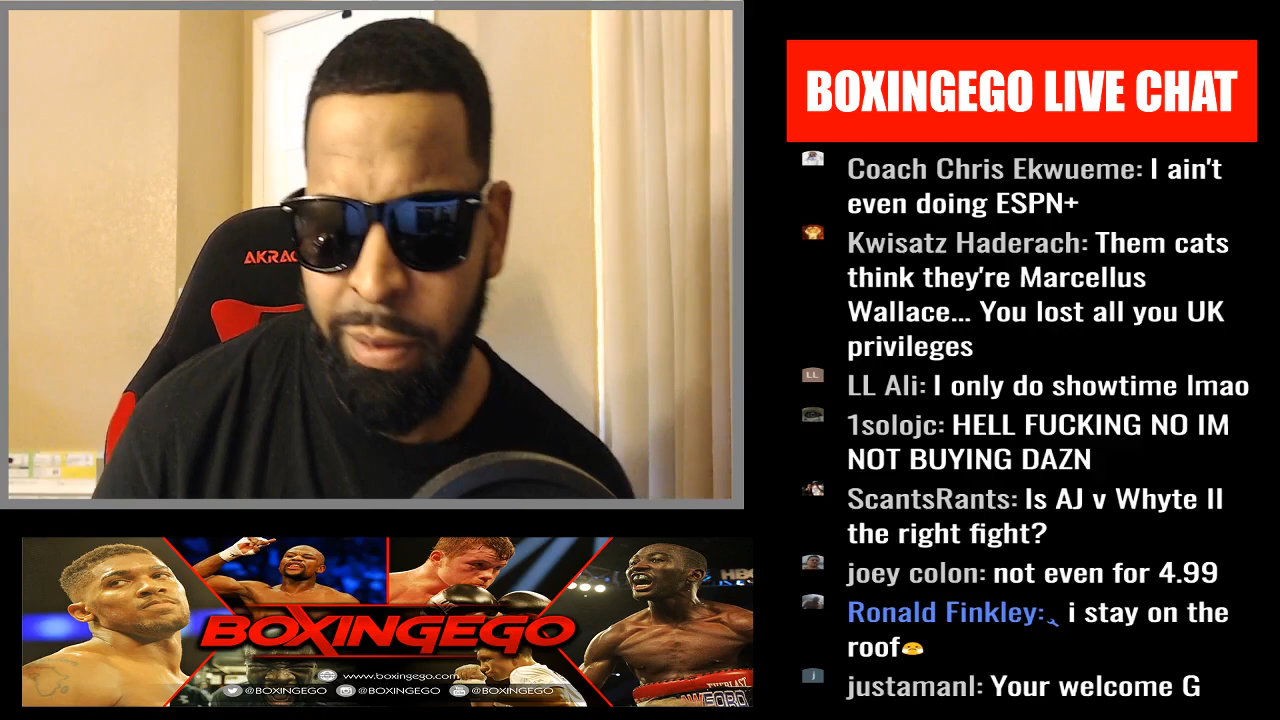 AKRAC
BOXINGEGO LIVE CHAT
Coach Chris Ekwueme: I ain't
even doing ESPN+
Kwisatz Haderach: Them cats
think they're Marcellus
Wallace... You lost all you UK
privileges
LL
LL Ali: I only do showtime lmao
1solojc: HELL FUCKING NO IM
NOT BUYING DAZN
ScantsRants: Is AJ v Whyte II
the right fight?
joey colon: not even for 4.99
Ronald Finkley: i stay on the
roof😤
j
justamanl: Your welcome G
HBO
BOXINGEGO
www.boxingego.com
@BOXINGEGO @BOXINGEGO @BOXINGEGO
EVERLAST